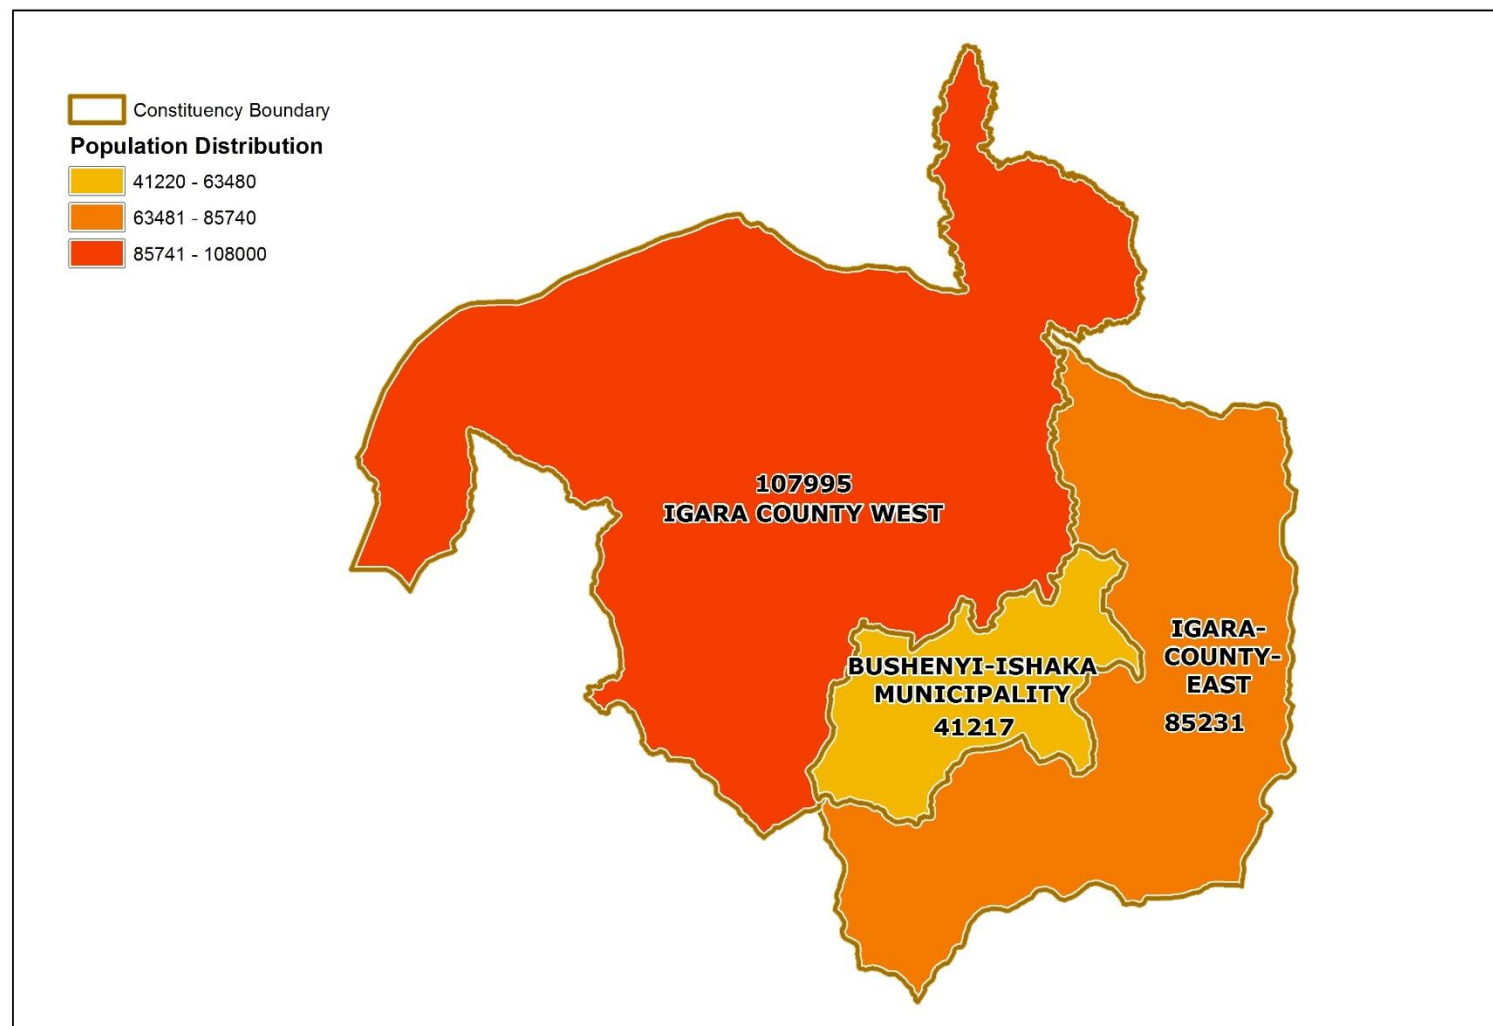 Constituency Boundary
Population Distribution
41220 - 63480
63481 - 85740
85741 - 108000
107995
IGARA COUNTY WEST
BUSHENYI-ISHAKA
MUNICIPALITY
41217
IGARA-
COUNTY-
EAST
85231